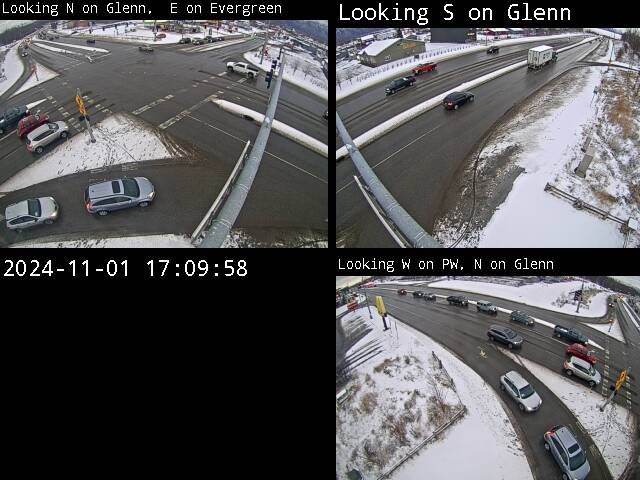 Looking N on Glenn,  E on Evergreen
Looking S on Glenn
2024-11-01 17:09:58
Looking W on PW, N on Glenn